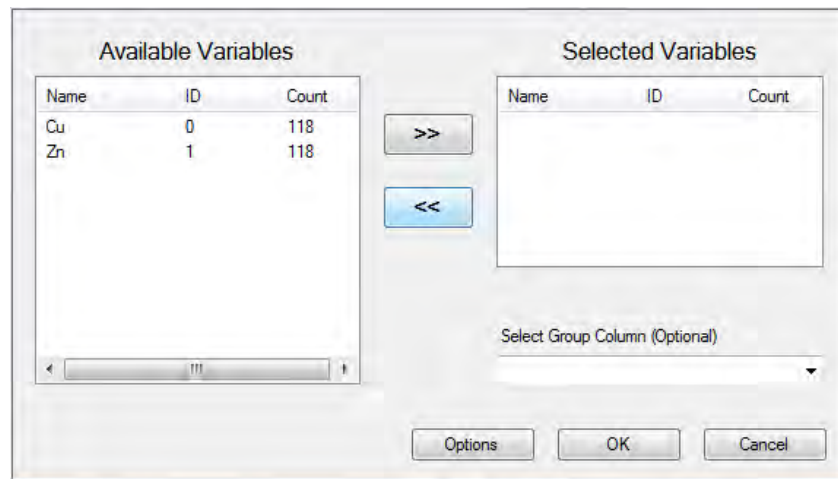 Available Variables
Name ID Count
Cu 0 118
Zn 1 118
>>
<<
Selected Variables
Name ID Count
Select Group Column (Optional)
Options OK Cancel